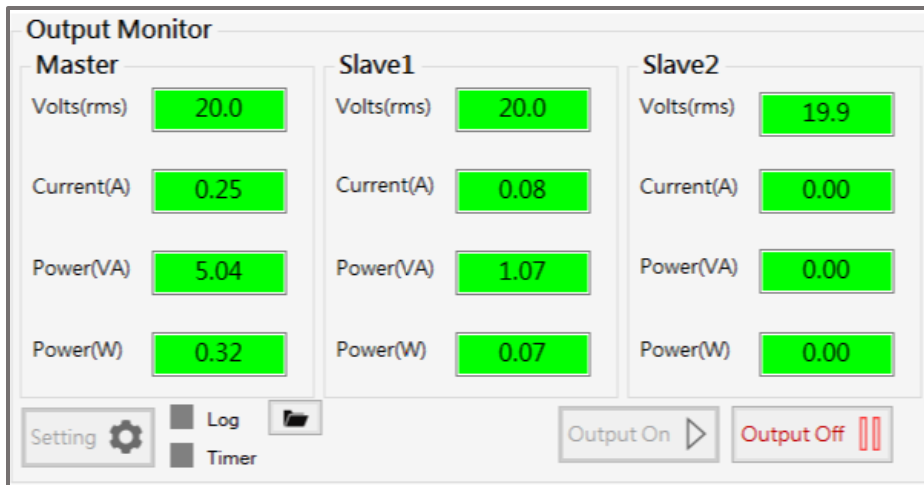 Output Monitor
Master Slave1 Slave2
Volts(rms) 20.0 Volts(rms) 20.0 Volts(rms) 19.9
Current(A) 0.25 Current(A) 0.08 Current(A) 0.00
Power(VA) 5.04 Power(VA) 1.07 Power(VA) 0.00
Power(W) 0.32 Power(W) 0.07 Power(W) 0.00
Setting Log Output On Output Off
Timer